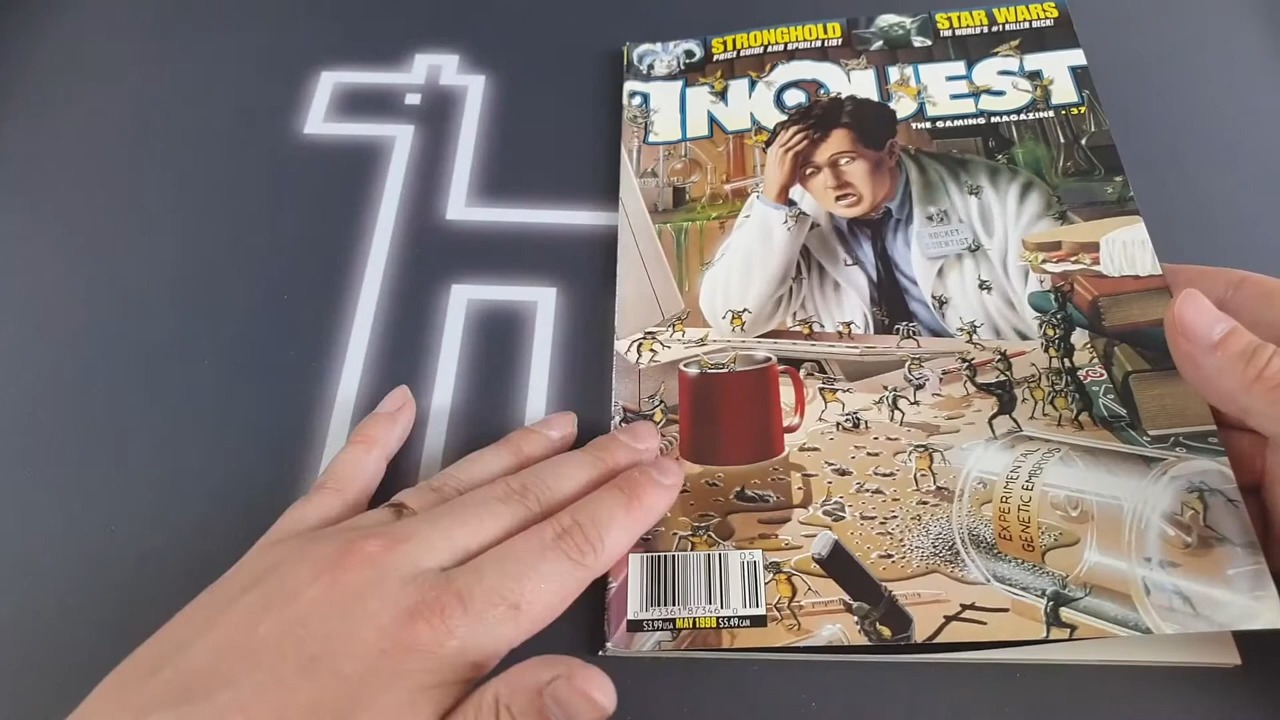 STRONGHOLD
PRICE GUIDE AND SPOILER LIST
STAR WARS
THE WORLD'S #1 KILLER DECK!
INQUEST
THE GAMING MAGAZINE • 37
ROCKET-
SCIENTIST
EXPERIMENTAL
GENETIC EMBRYOS
05
0 73361 87346 0
$3.99 USA MAY 1998 $5.49 CAN